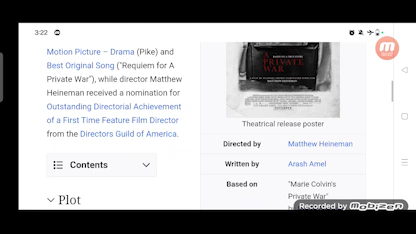 3:22
Motion Picture – Drama (Pike) and
Best Original Song ("Requiem for A
Private War"), while director Matthew
Heineman received a nomination for
Outstanding Directorial Achievement
of a First Time Feature Film Director
from the Directors Guild of America.
Contents
Plot
A PRIVATE
WAR
Theatrical release poster
Directed by Matthew Heineman
Written by Arash Amel
Based on "Marie Colvin's
Private War"
Recorded by Mobizen